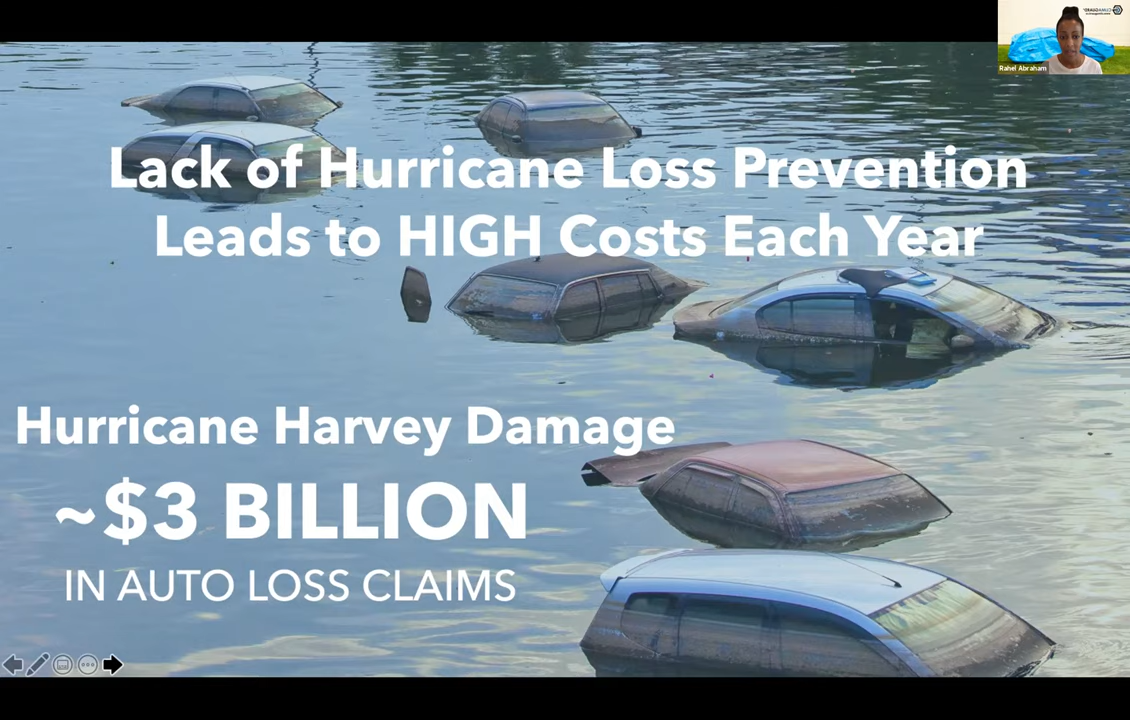 Lack of Hurricane Loss Prevention
Leads to HIGH Costs Each Year
Hurricane Harvey Damage
~$3 BILLION
IN AUTO LOSS CLAIMS
Rahel Abraham